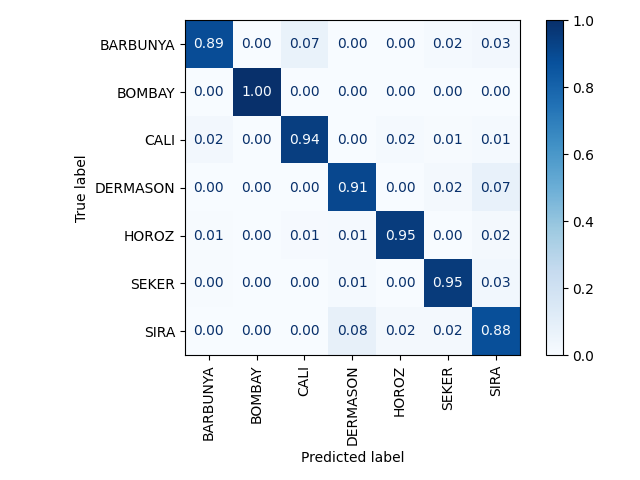 BARBUNYA 0.89 0.00 0.07 0.00 0.00 0.02 0.03
BOMBAY 0.00 1.00 0.00 0.00 0.00 0.00 0.00
CALI 0.02 0.00 0.94 0.00 0.02 0.01 0.01
DERMASON 0.00 0.00 0.00 0.91 0.00 0.02 0.07
HOROZ 0.01 0.00 0.01 0.01 0.95 0.00 0.02
SEKER 0.00 0.00 0.00 0.01 0.00 0.95 0.03
SIRA 0.00 0.00 0.00 0.08 0.02 0.02 0.88
True label
BARBUNYA
BOMBAY
CALI
DERMASON
HOROZ
SEKER
SIRA
Predicted label
1.0
0.8
0.6
0.4
0.2
0.0